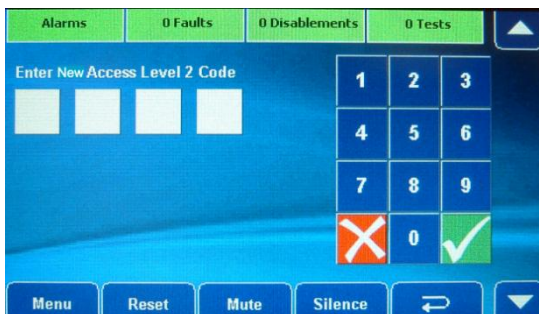 Alarms 0 Faults 0 Disablements 0 Tests
Enter New Access Level 2 Code
1 2 3
4 5 6
7 8 9
0
Menu Reset Mute Silence